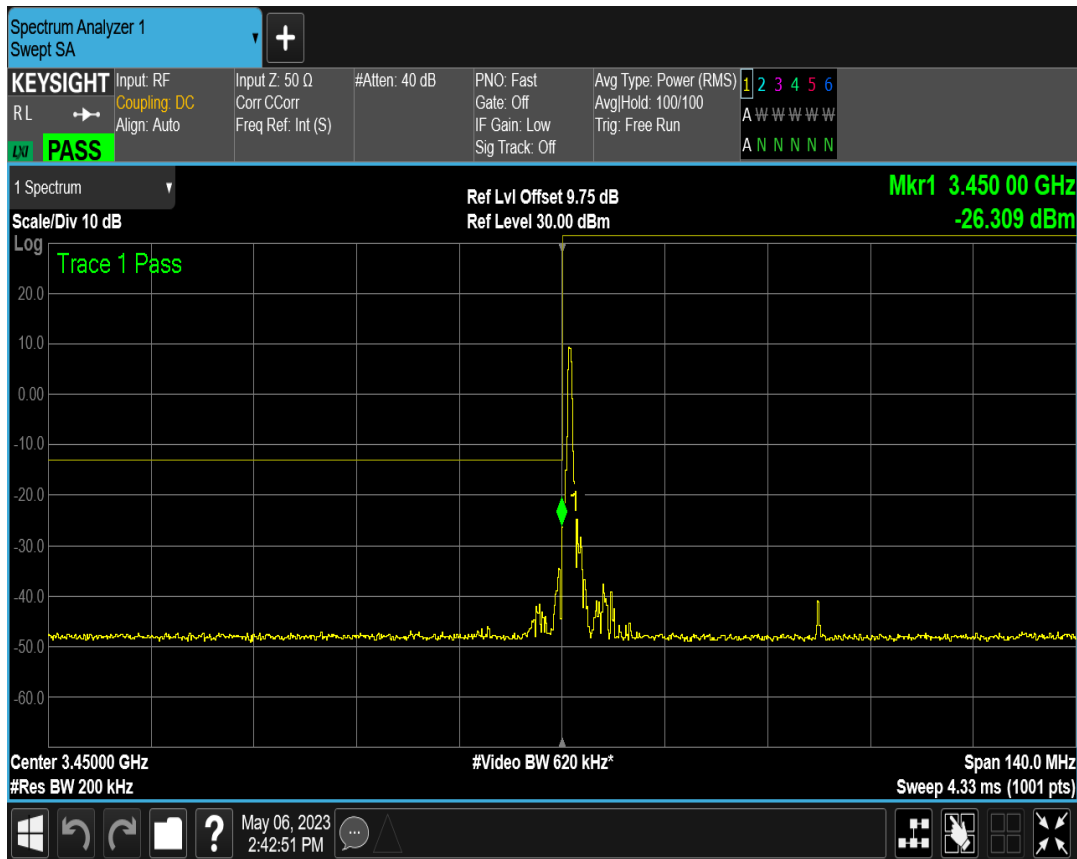 Spectrum Analyzer 1
Swept SA
+
KEYSIGHT
RL
LXI PASS
Input: RF
Coupling: DC
Align: Auto
Input Z: 50 Ω
Corr CCorr
Freq Ref: Int (S)
#Atten: 40 dB
PNO: Fast
Gate: Off
IF Gain: Low
Sig Track: Off
Avg Type: Power (RMS)
Avg|Hold: 100/100
Trig: Free Run
1 2 3 4 5 6
A W W W W W
A N N N N N
1 Spectrum
Scale/Div 10 dB
Ref Lvl Offset 9.75 dB
Ref Level 30.00 dBm
Mkr1 3.450 00 GHz
-26.309 dBm
Log
Trace 1 Pass
20.0
10.0
0.00
-10.0
-20.0
-30.0
-40.0
-50.0
-60.0
Center 3.45000 GHz
#Res BW 200 kHz
#Video BW 620 kHz*
Span 140.0 MHz
Sweep 4.33 ms (1001 pts)
?
May 06, 2023
2:42:51 PM